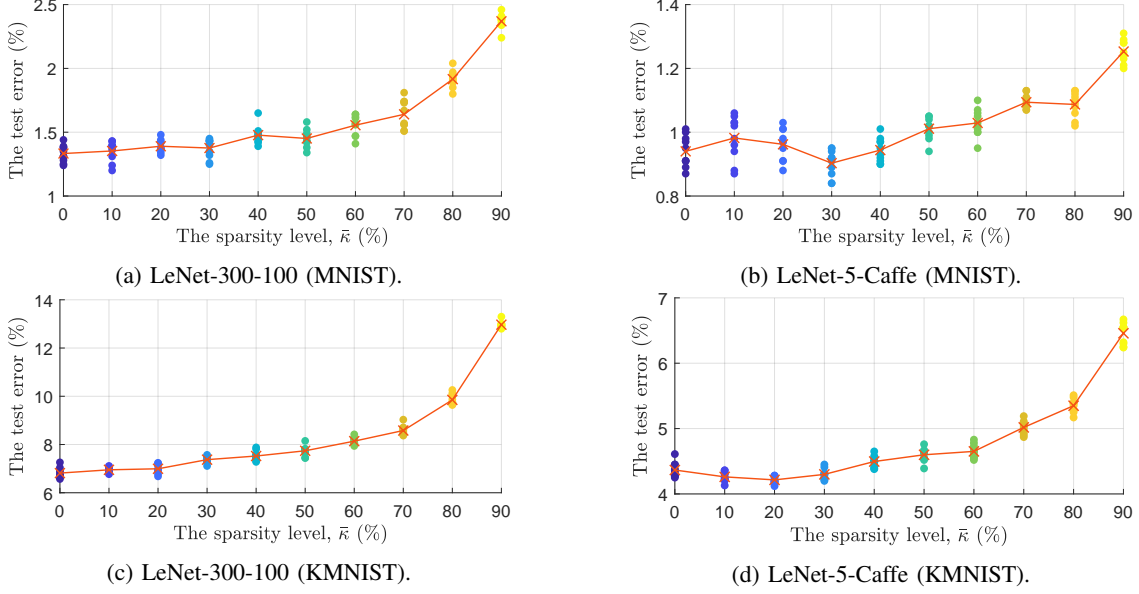 2.5
2
1.5
1
The test error (%)
0 10 20 30 40 50 60 70 80 90
The sparsity level, κ̄ (%)
(a) LeNet-300-100 (MNIST).
1.4
1.2
1
0.8
The test error (%)
0 10 20 30 40 50 60 70 80 90
The sparsity level, κ̄ (%)
(b) LeNet-5-Caffe (MNIST).
14
12
10
8
6
The test error (%)
0 10 20 30 40 50 60 70 80 90
The sparsity level, κ̄ (%)
(c) LeNet-300-100 (KMNIST).
7
6
5
4
The test error (%)
0 10 20 30 40 50 60 70 80 90
The sparsity level, κ̄ (%)
(d) LeNet-5-Caffe (KMNIST).